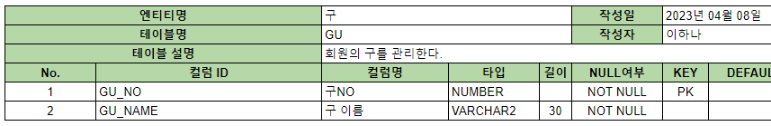 엔티티명 구 작성일 2023년 04월 08일
테이블명 GU 작성자 이하나
테이블 설명 회원의 구를 관리한다.
No. 컬럼 ID 컬럼명 타입 길이 NULL여부 KEY DEFAUL
1 GU_NO 구NO NUMBER NOT NULL PK
2 GU_NAME 구 이름 VARCHAR2 30 NOT NULL